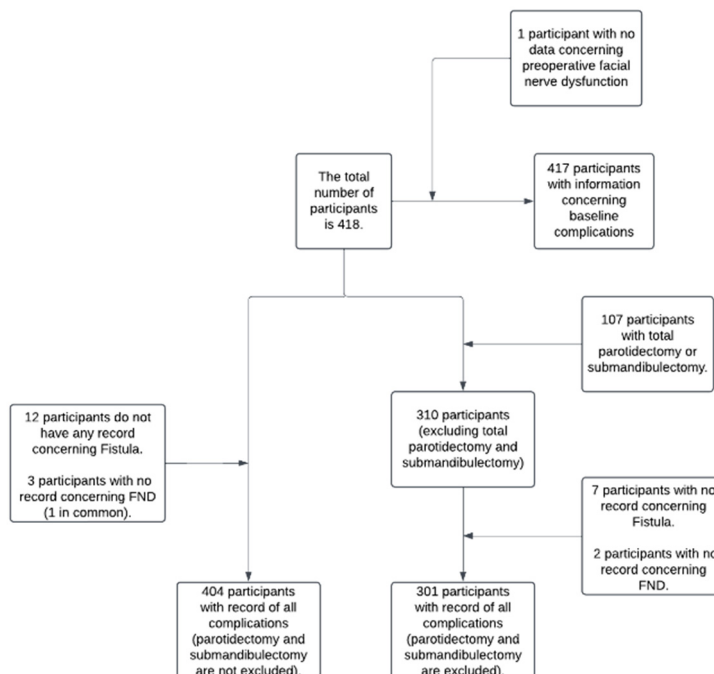 1 participant with no
data concerning
preoperative facial
nerve dysfunction
The total
number of
participants
is 418.
417 participants
with information
concerning
baseline
complications
107 participants
with total
parotidectomy or
submandibulectomy.
12 participants do not
have any record
concerning Fistula.
3 participants with no
record concerning FND
(1 in common).
310 participants
(excluding total
parotidectomy and
submandibulectomy)
7 participants with no
record concerning
Fistula.
2 participants with no
record concerning
FND.
404 participants
with record of all
complications
(parotidectomy and
submandibulectomy
are not excluded).
301 participants
with record of all
complications
(parotidectomy and
submandibulectomy
are excluded).